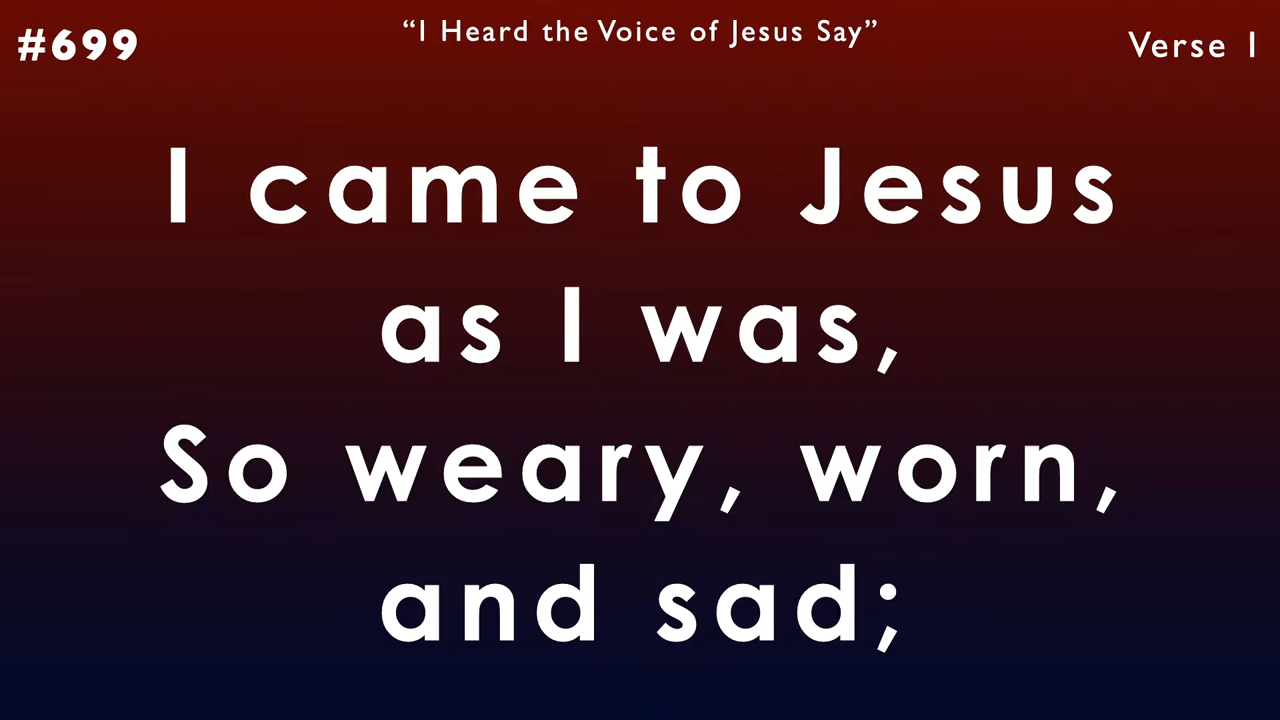 #699
“I Heard the Voice of Jesus Say”
Verse 1
I came to Jesus
as I was,
So weary, worn,
and sad;